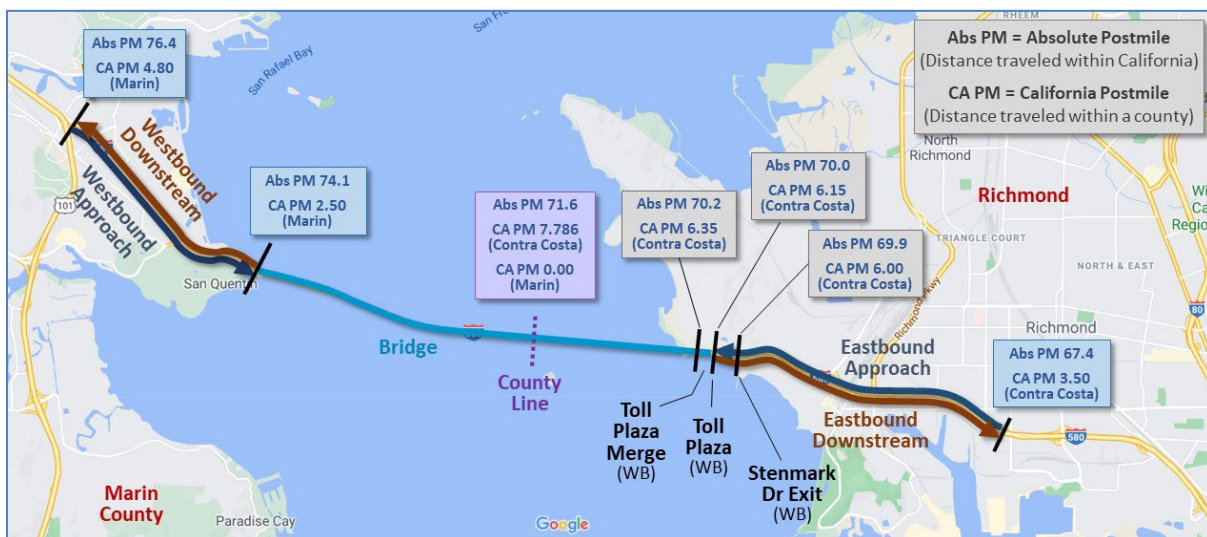 Abs PM 76.4
CA PM 4.80
(Marin)
San Rafael Bay
San Fr
RHEEM
Abs PM = Absolute Postmile
(Distance traveled within California)
CA PM = California Postmile
(Distance traveled within a county)
Westbound
Downstream
Westbound
Approach
101
Abs PM 74.1
CA PM 2.50
(Marin)
San Quentin
Abs PM 71.6
CA PM 7.786
(Contra Costa)
CA PM 0.00
(Marin)
Abs PM 70.2
CA PM 6.35
(Contra Costa)
Abs PM 70.0
CA PM 6.15
(Contra Costa)
Abs PM 69.9
CA PM 6.00
(Contra Costa)
North
Richmond
Richmond
TRIANGLE COURT
NORTH & EAST
Richmond Pkwy
Richmond
80
Abs PM 67.4
CA PM 3.50
(Contra Costa)
580
Bridge
County
Line
Toll
Plaza
Merge
(WB)
Toll
Plaza
(WB)
Stenmark
Dr Exit
(WB)
Eastbound
Approach
Eastbound
Downstream
Marin
County
Paradise Cay
Google